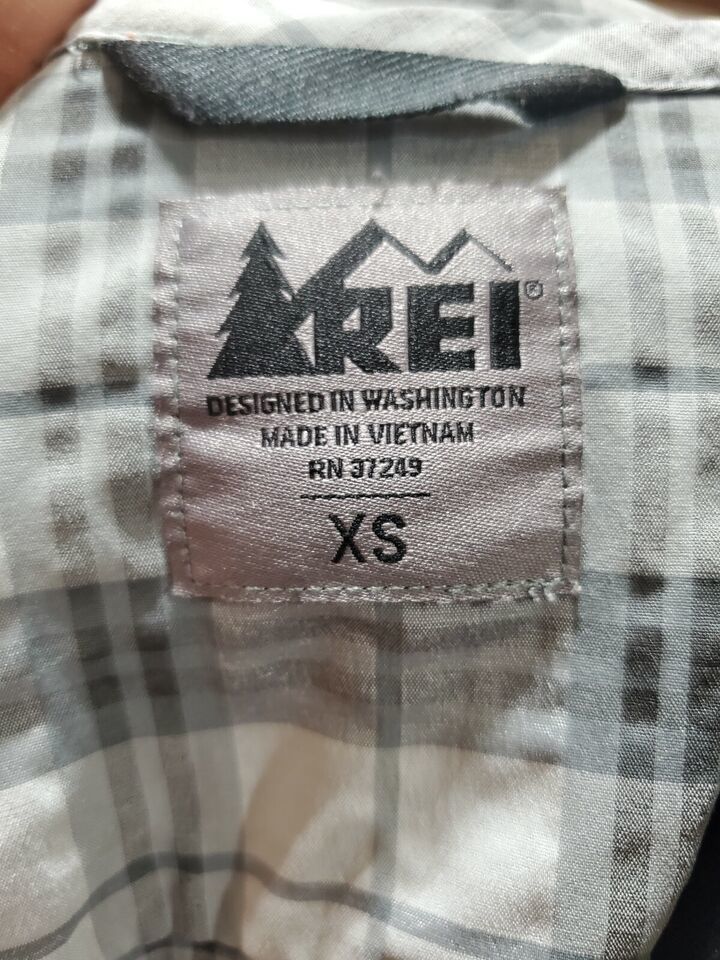 REI®
DESIGNED IN WASHINGTON
MADE IN VIETNAM
RN 37249
XS